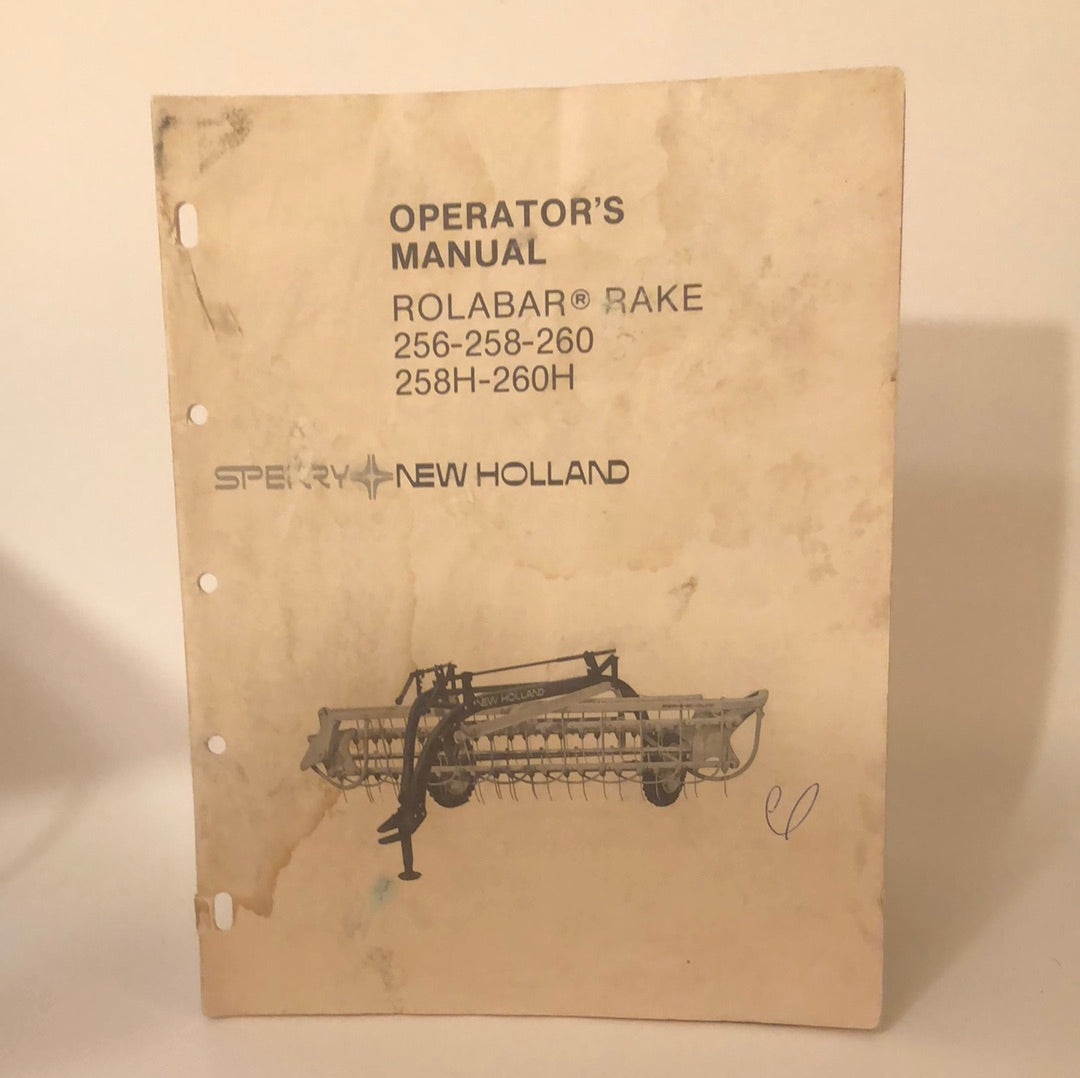 OPERATOR'S
MANUAL
ROLABAR® RAKE
256-258-260
258H-260H
SPERRY NEW HOLLAND
NEW HOLLAND